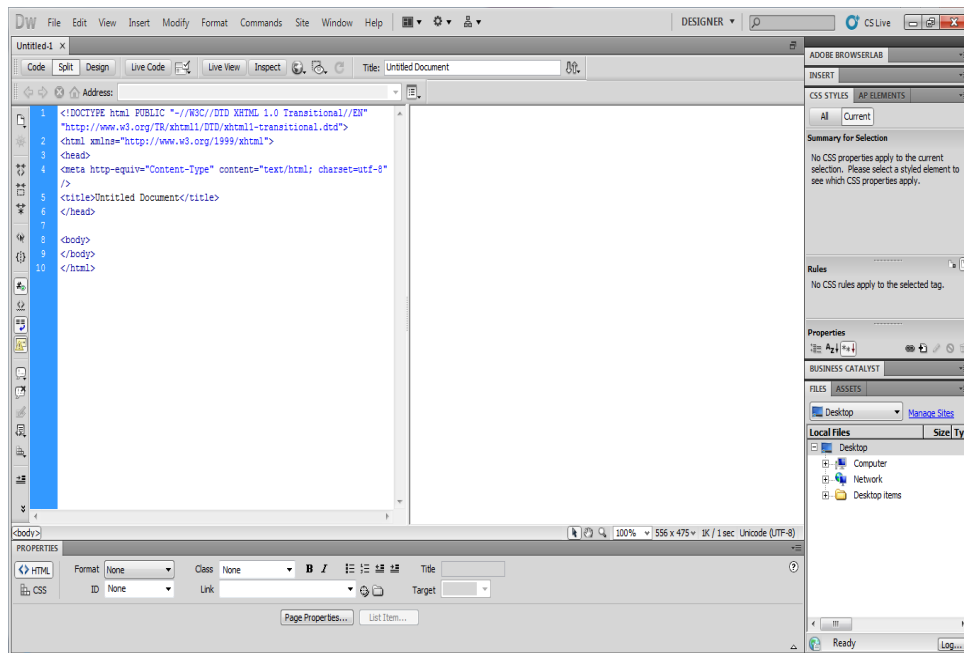 DW File Edit View Insert Modify Format Commands Site Window Help DESIGNER CS Live
Untitled-1 ×
Code Split Design Live Code Live View Inspect Title: Untitled Document
Address:
1 <!DOCTYPE html PUBLIC "-//W3C//DTD XHTML 1.0 Transitional//EN"
"http://www.w3.org/TR/xhtml1/DTD/xhtml1-transitional.dtd">
2 <html xmlns="http://www.w3.org/1999/xhtml">
3 <head>
4 <meta http-equiv="Content-Type" content="text/html; charset=utf-8"
/>
5 <title>Untitled Document</title>
6 </head>
7
8 <body>
9 </body>
10 </html>
<body> 100% 556 x 475 1K / 1 sec Unicode (UTF-8)
PROPERTIES
<> HTML Format None Class None B I Title
CSS ID None Link Target
Page Properties... List Item...
ADOBE BROWSERLAB
INSERT
CSS STYLES AP ELEMENTS
All Current
Summary for Selection
No CSS properties apply to the current
selection. Please select a styled element to
see which CSS properties apply.
Rules
No CSS rules apply to the selected tag.
Properties
BUSINESS CATALYST
FILES ASSETS
Desktop Manage Sites
Local Files Size Ty
Desktop
Computer
Network
Desktop items
Ready Log...